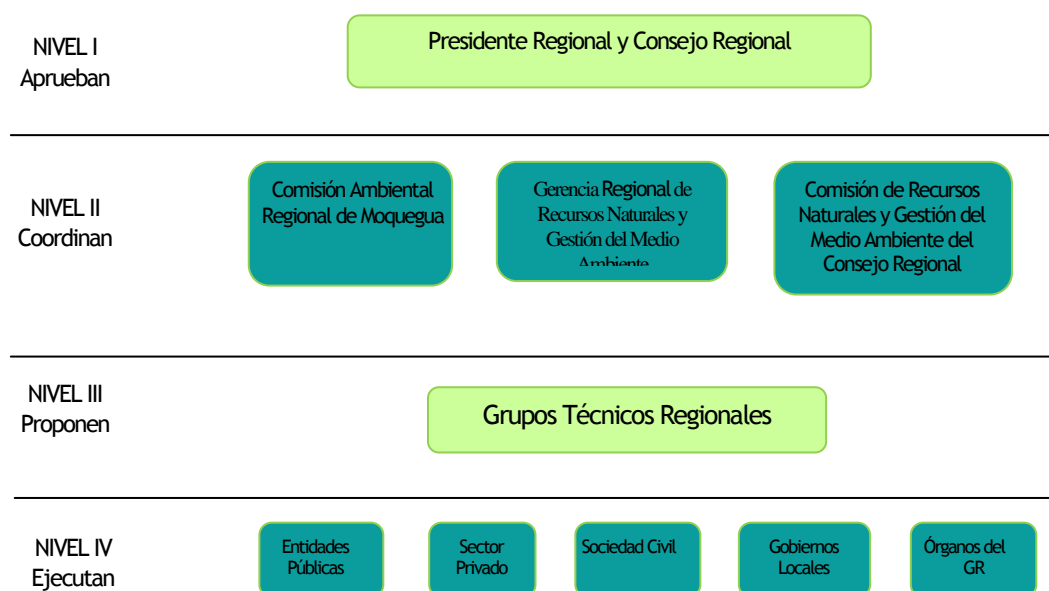 NIVEL I
Aprueban
Presidente Regional y Consejo Regional
NIVEL II
Coordinan
Comisión Ambiental
Regional de Moquegua
Gerencia Regional de
Recursos Naturales y
Gestión del Medio
Ambiente
Comisión de Recursos
Naturales y Gestión del
Medio Ambiente del
Consejo Regional
NIVEL III
Proponen
Grupos Técnicos Regionales
NIVEL IV
Ejecutan
Entidades
Públicas
Sector
Privado
Sociedad Civil
Gobiernos
Locales
Órganos del
GR